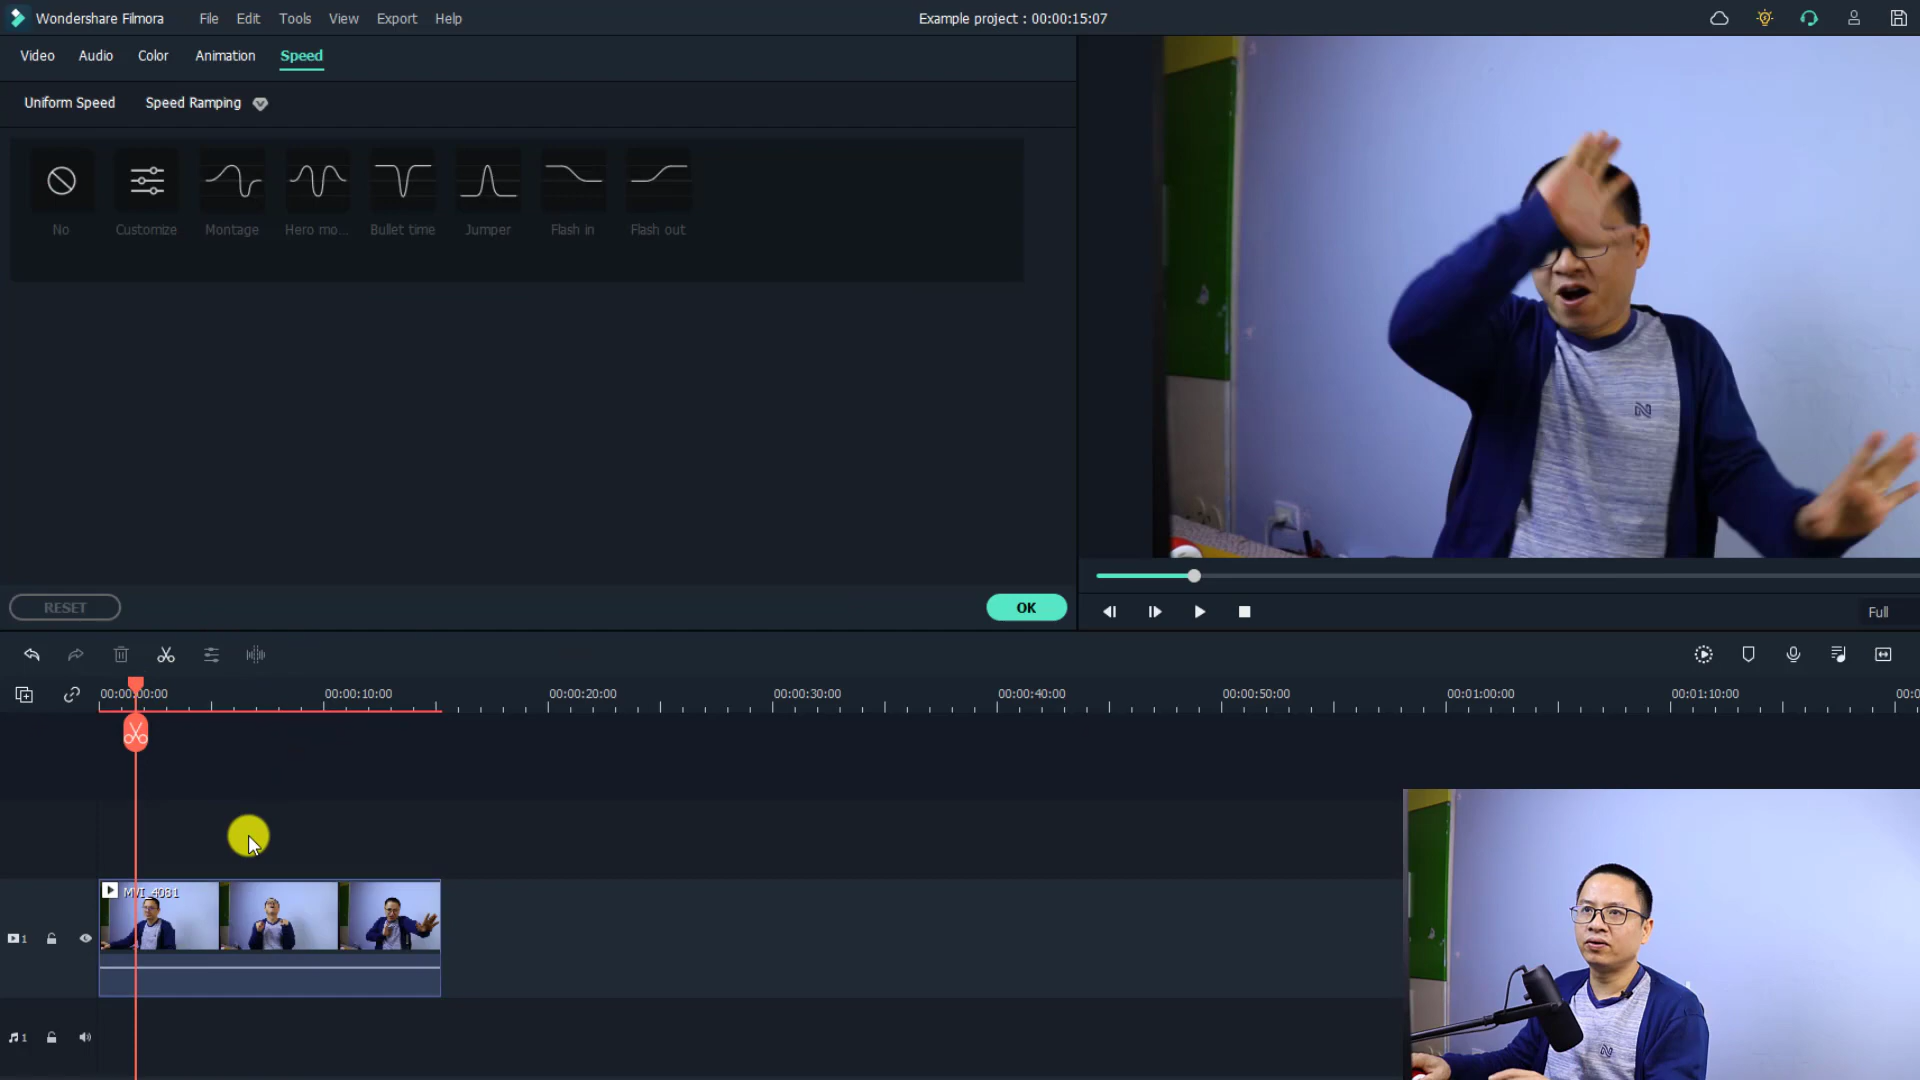 Wondershare Filmora File Edit Tools View Export Help Example project : 00:00:15:07
Video Audio Color Animation Speed
Uniform Speed Speed Ramping
No Customize Montage Hero mo... Bullet time Jumper Flash in Flash out
RESET OK
Full
00:00:10:00 00:00:20:00 00:00:30:00 00:00:40:00 00:00:50:00 00:01:00:00 00:01:10:00
MVI_4081
1
1